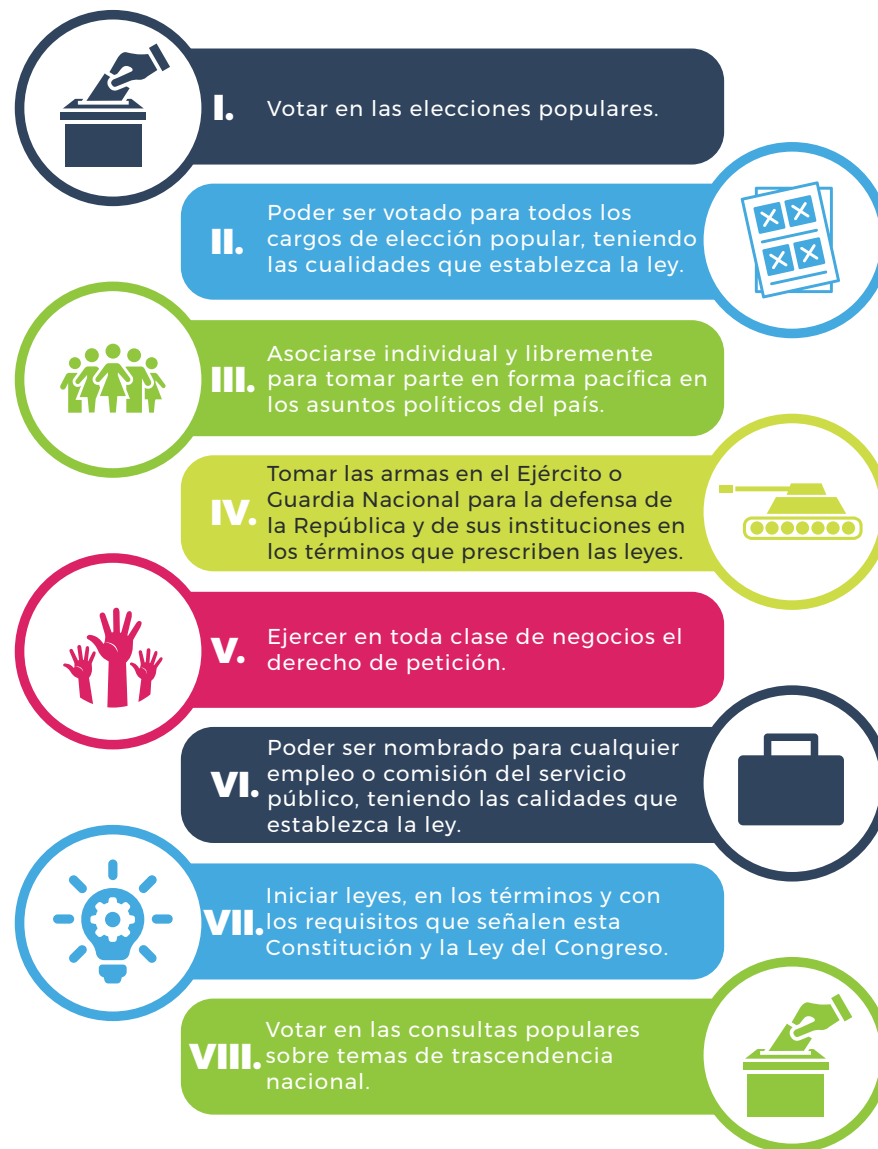 I. Votar en las elecciones populares.
II. Poder ser votado para todos los
cargos de elección popular, teniendo
las cualidades que establezca la ley.
III. Asociarse individual y libremente
para tomar parte en forma pacífica en
los asuntos políticos del país.
IV. Tomar las armas en el Ejército o
Guardia Nacional para la defensa de
la República y de sus instituciones en
los términos que prescriben las leyes.
V. Ejercer en toda clase de negocios el
derecho de petición.
VI. Poder ser nombrado para cualquier
empleo o comisión del servicio
público, teniendo las calidades que
establezca la ley.
VII. Iniciar leyes, en los términos y con
los requisitos que señalen esta
Constitución y la Ley del Congreso.
VIII. Votar en las consultas populares
sobre temas de trascendencia
nacional.